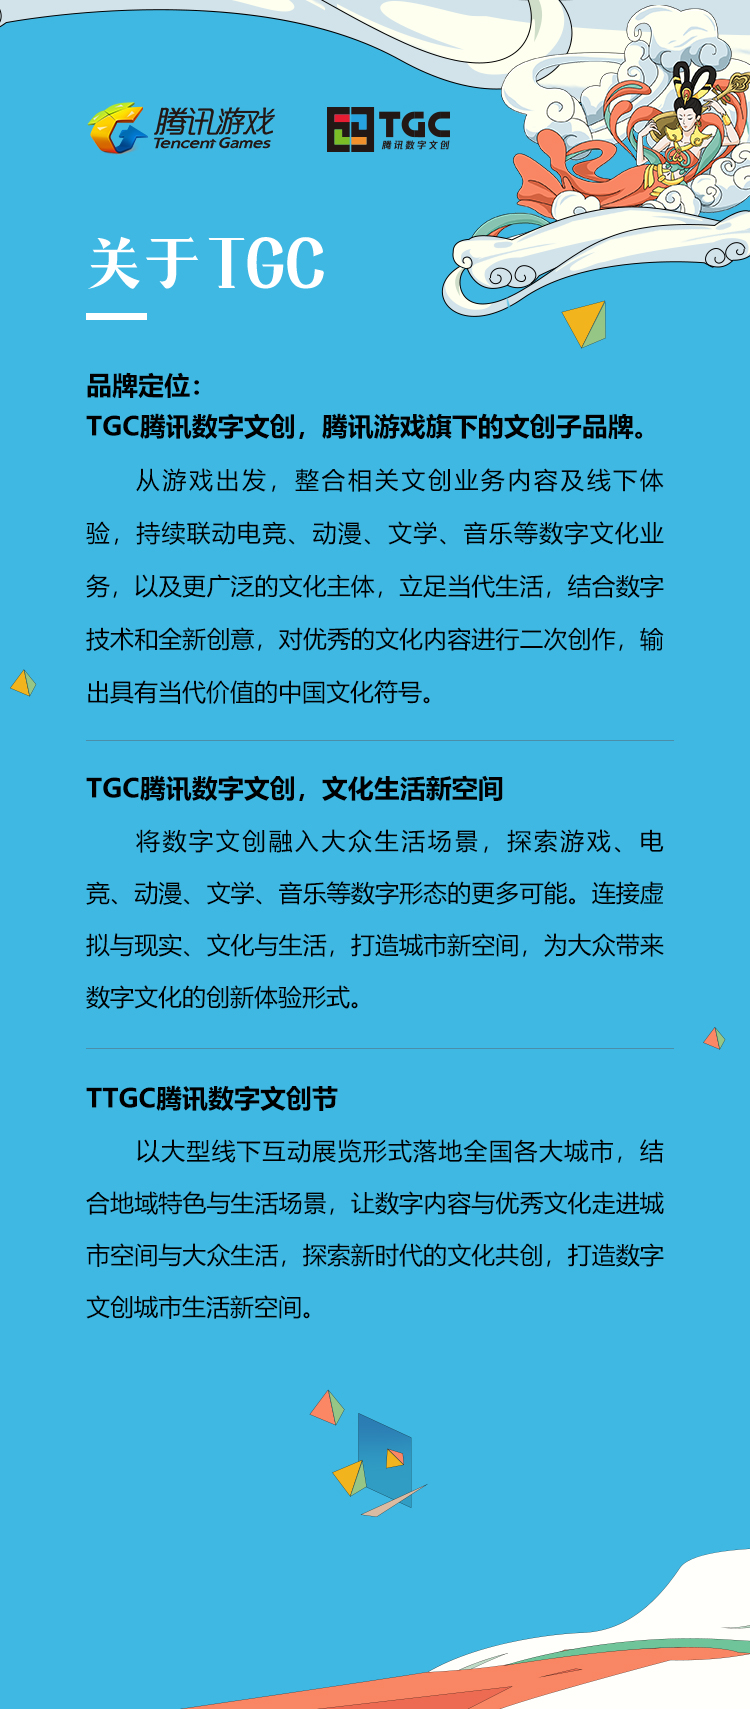 腾讯游戏
Tencent Games
TGC
腾讯数字文创
关于TGC
品牌定位：
TGC腾讯数字文创，腾讯游戏旗下的文创子品牌。
从游戏出发，整合相关文创业务内容及线下体
验，持续联动电竞、动漫、文学、音乐等数字文化业
务，以及更广泛的文化主体，立足当代生活，结合数字
技术和全新创意，对优秀的文化内容进行二次创作，输
出具有当代价值的中国文化符号。
TGC腾讯数字文创，文化生活新空间
将数字文创融入大众生活场景，探索游戏、电
竞、动漫、文学、音乐等数字形态的更多可能。连接虚
拟与现实、文化与生活，打造城市新空间，为大众带来
数字文化的创新体验形式。
TTGC腾讯数字文创节
以大型线下互动展览形式落地全国各大城市，结
合地域特色与生活场景，让数字内容与优秀文化走进城
市空间与大众生活，探索新时代的文化共创，打造数字
文创城市生活新空间。